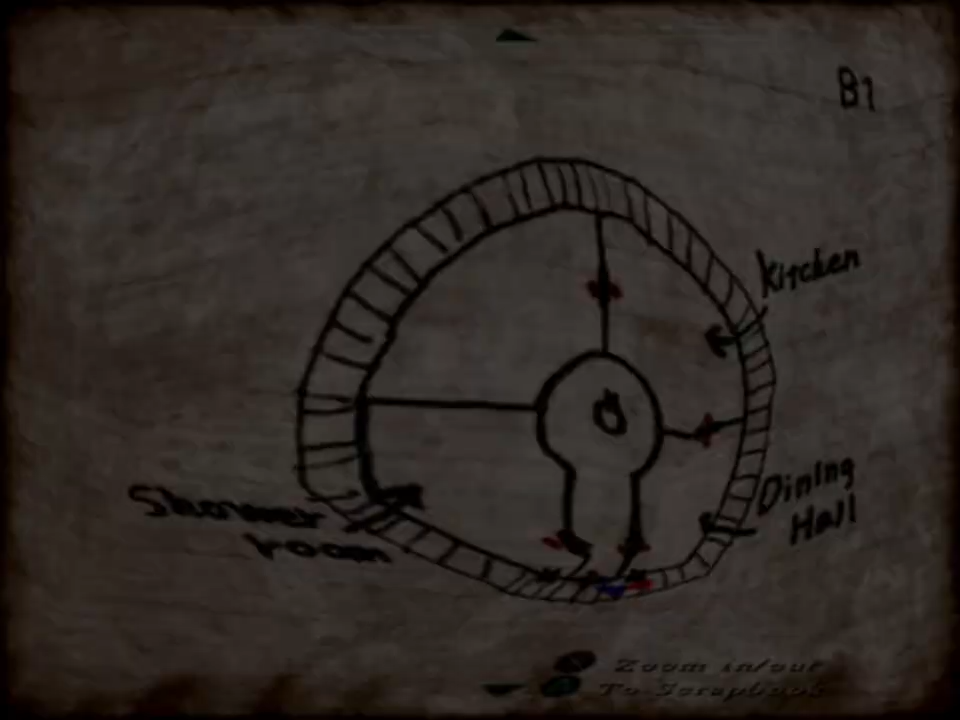 B1
Kitchen
Dining
Hall
Shower
room
Zoom in/out
To Scrapbook